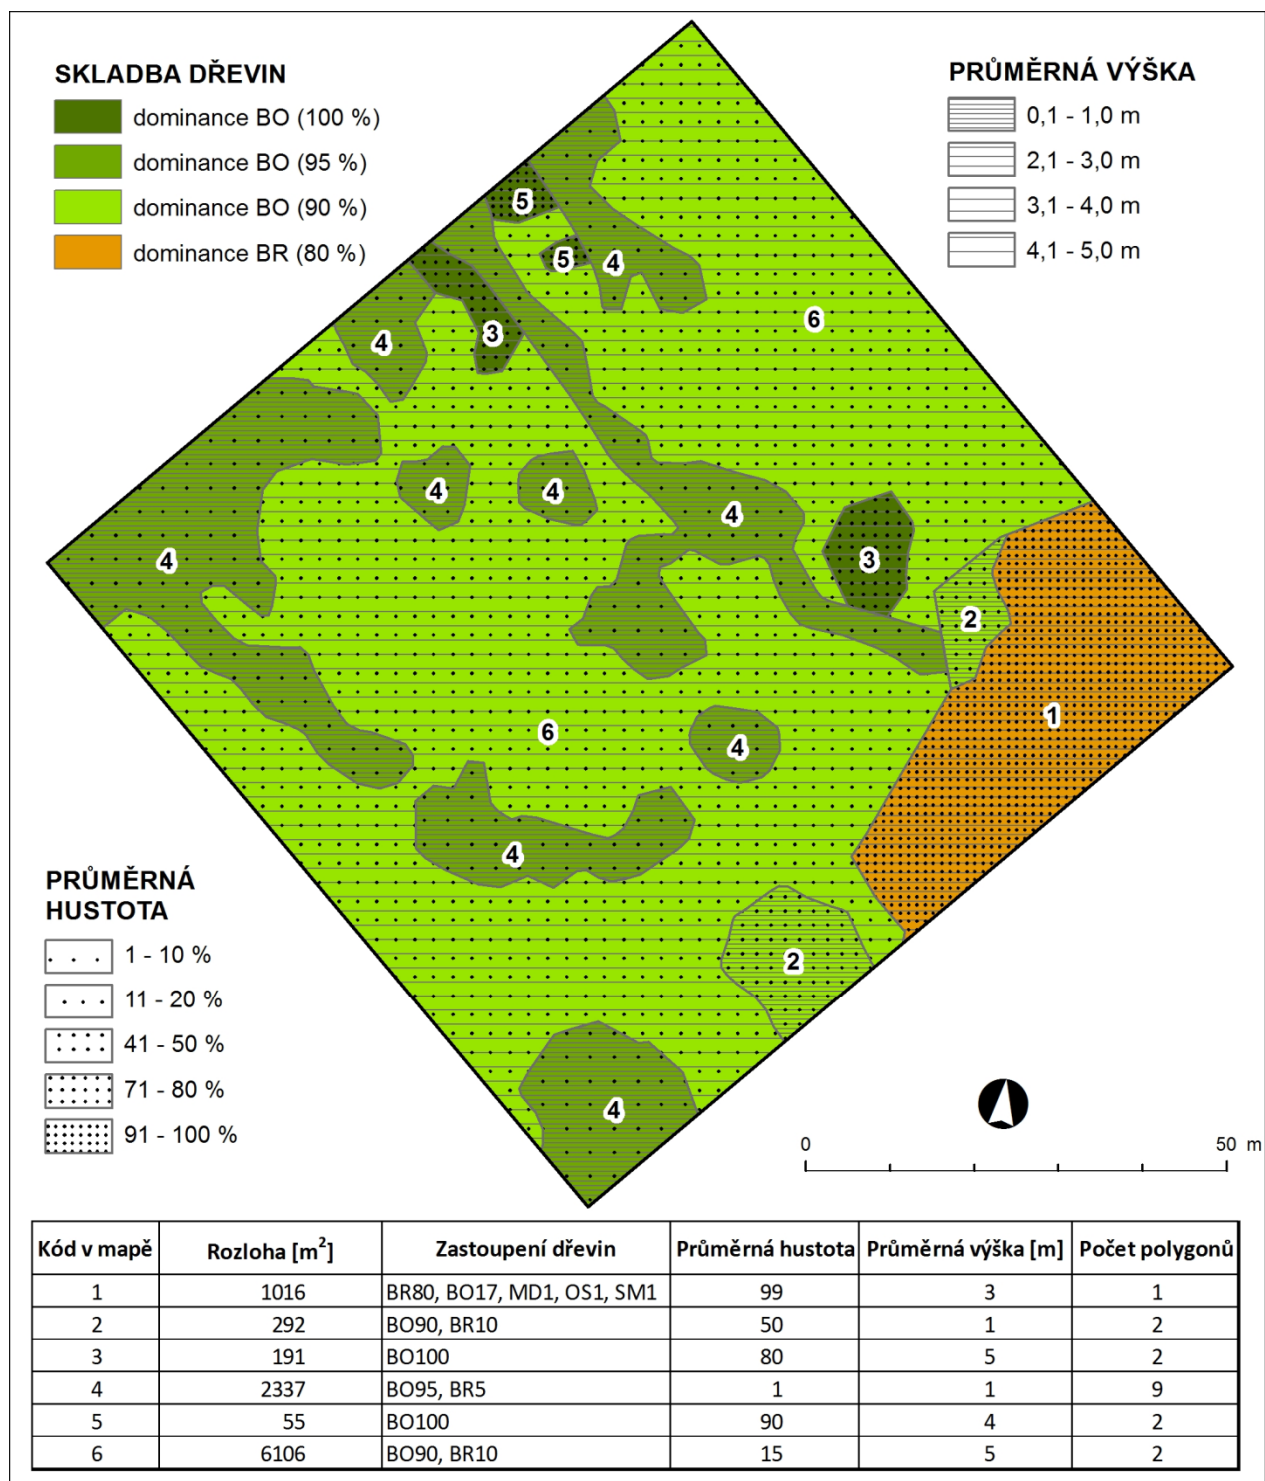 SKLADBA DŘEVIN
dominance BO (100 %)
dominance BO (95 %)
dominance BO (90 %)
dominance BR (80 %)
PRŮMĚRNÁ VÝŠKA
0,1 - 1,0 m
2,1 - 3,0 m
3,1 - 4,0 m
4,1 - 5,0 m
5
5
4
6
3
4
4
4
4
3
4
2
1
6
4
4
2
4
PRŮMĚRNÁ
HUSTOTA
1 - 10 %
11 - 20 %
41 - 50 %
71 - 80 %
91 - 100 %
0 50 m
Kód v mapě Rozloha [m²] Zastoupení dřevin Průměrná hustota Průměrná výška [m] Počet polygonů
1 1016 BR80, BO17, MD1, OS1, SM1 99 3 1
2 292 BO90, BR10 50 1 2
3 191 BO100 80 5 2
4 2337 BO95, BR5 1 1 9
5 55 BO100 90 4 2
6 6106 BO90, BR10 15 5 2